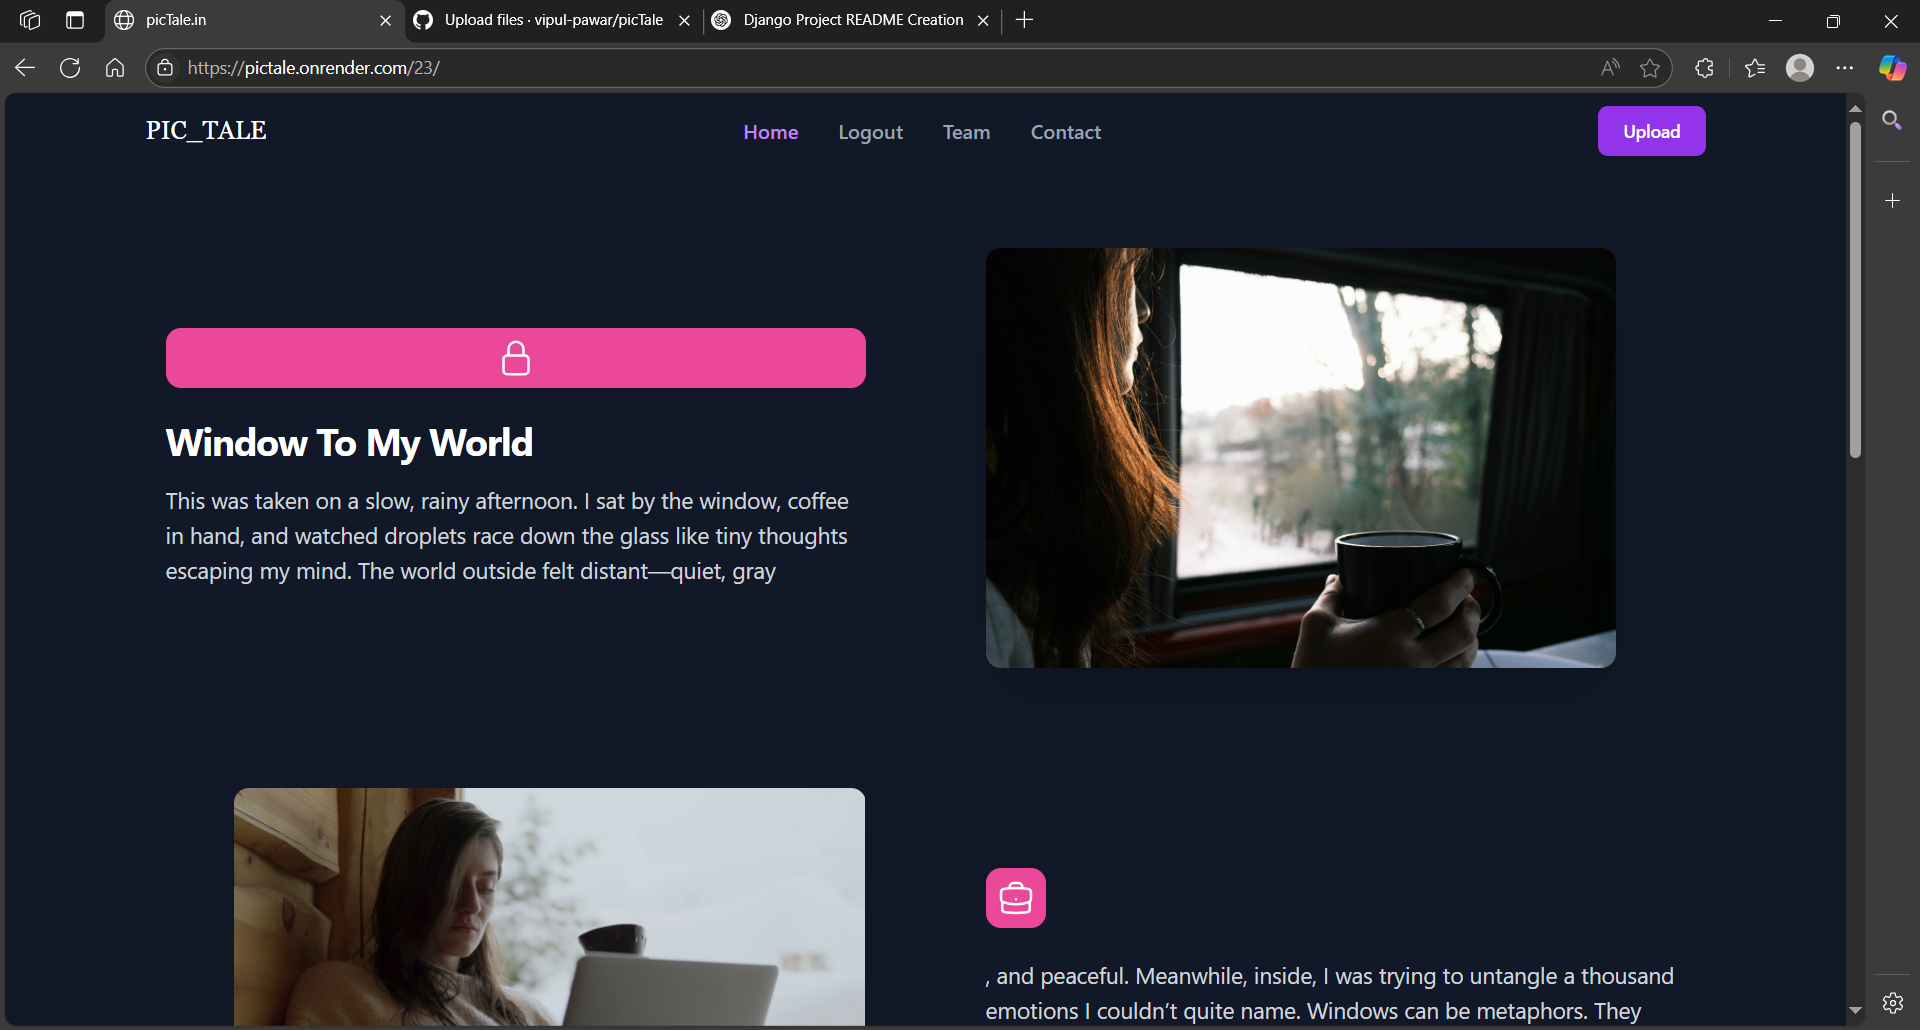 picTale.in
Upload files · vipul-pawar/picTale
Django Project README Creation
https://pictale.onrender.com/23/
PIC_TALE
Home
Logout
Team
Contact
Upload
Window To My World
This was taken on a slow, rainy afternoon. I sat by the window, coffee
in hand, and watched droplets race down the glass like tiny thoughts
escaping my mind. The world outside felt distant—quiet, gray
, and peaceful. Meanwhile, inside, I was trying to untangle a thousand
emotions I couldn’t quite name. Windows can be metaphors. They